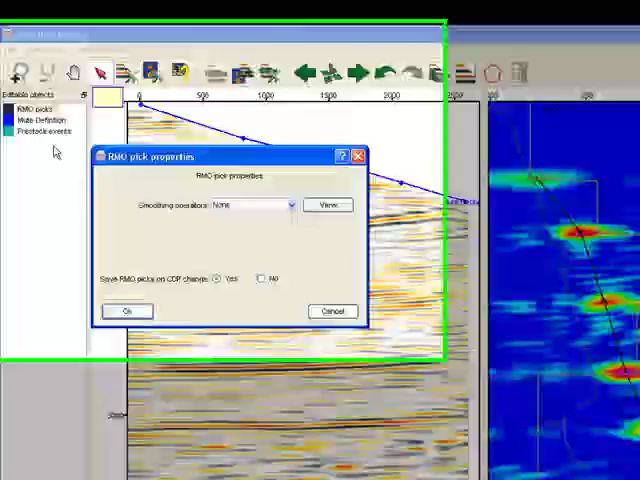 Editable objects
RMO picks
Mute Definition
Prestack events
0
500
1000
1500
2000
2500
RMO pick properties
RMO pick properties
Smoothing operators: None
View
Save RMO picks on CDP change:
Yes
No
Ok
Cancel